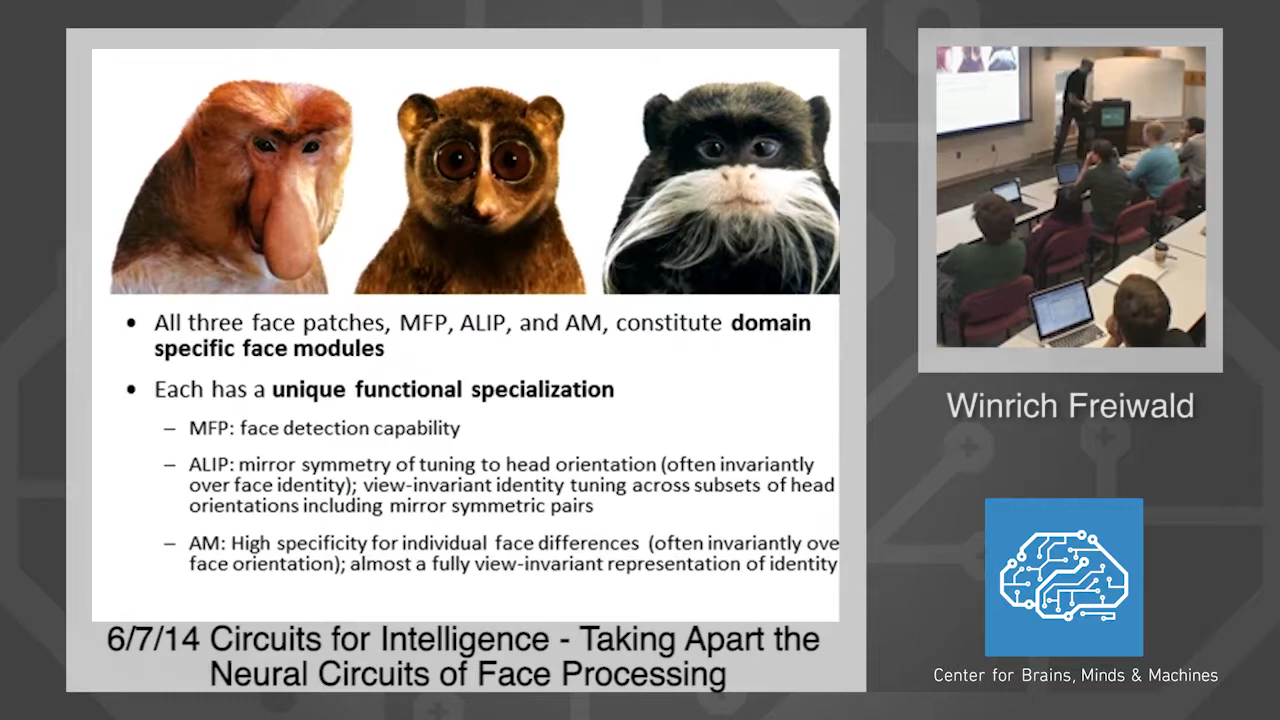 • All three face patches, MFP, ALIP, and AM, constitute domain
specific face modules
• Each has a unique functional specialization
– MFP: face detection capability
– ALIP: mirror symmetry of tuning to head orientation (often invariantly
over face identity); view-invariant identity tuning across subsets of head
orientations including mirror symmetric pairs
– AM: High specificity for individual face differences (often invariantly ove
face orientation); almost a fully view-invariant representation of identity
6/7/14 Circuits for Intelligence - Taking Apart the
Neural Circuits of Face Processing
Winrich Freiwald
Center for Brains, Minds & Machines